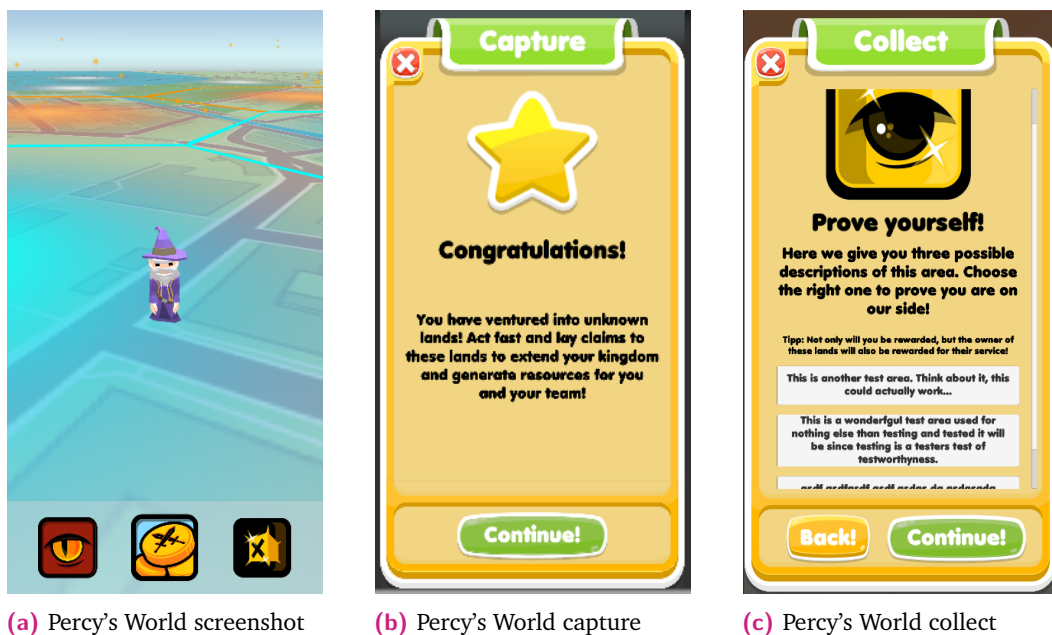 Capture
Congratulations!
You have ventured into unknown
lands! Act fast and lay claims to
these lands to extend your kingdom
and generate resources for you
and your team!
Continue!
Collect
Prove yourself!
Here we give you three possible
descriptions of this area. Choose
the right one to prove you are on
our side!
Tipp: Not only will you be rewarded, but the owner of
these lands will also be rewarded for their service!
This is another test area. Think about it, this
could actually work...
This is a wonderfgul test area used for
nothing else than testing and tested it will
be since testing is a testers test of
testworthyness.
Back!
Continue!
(a) Percy's World screenshot
(b) Percy's World capture
(c) Percy's World collect